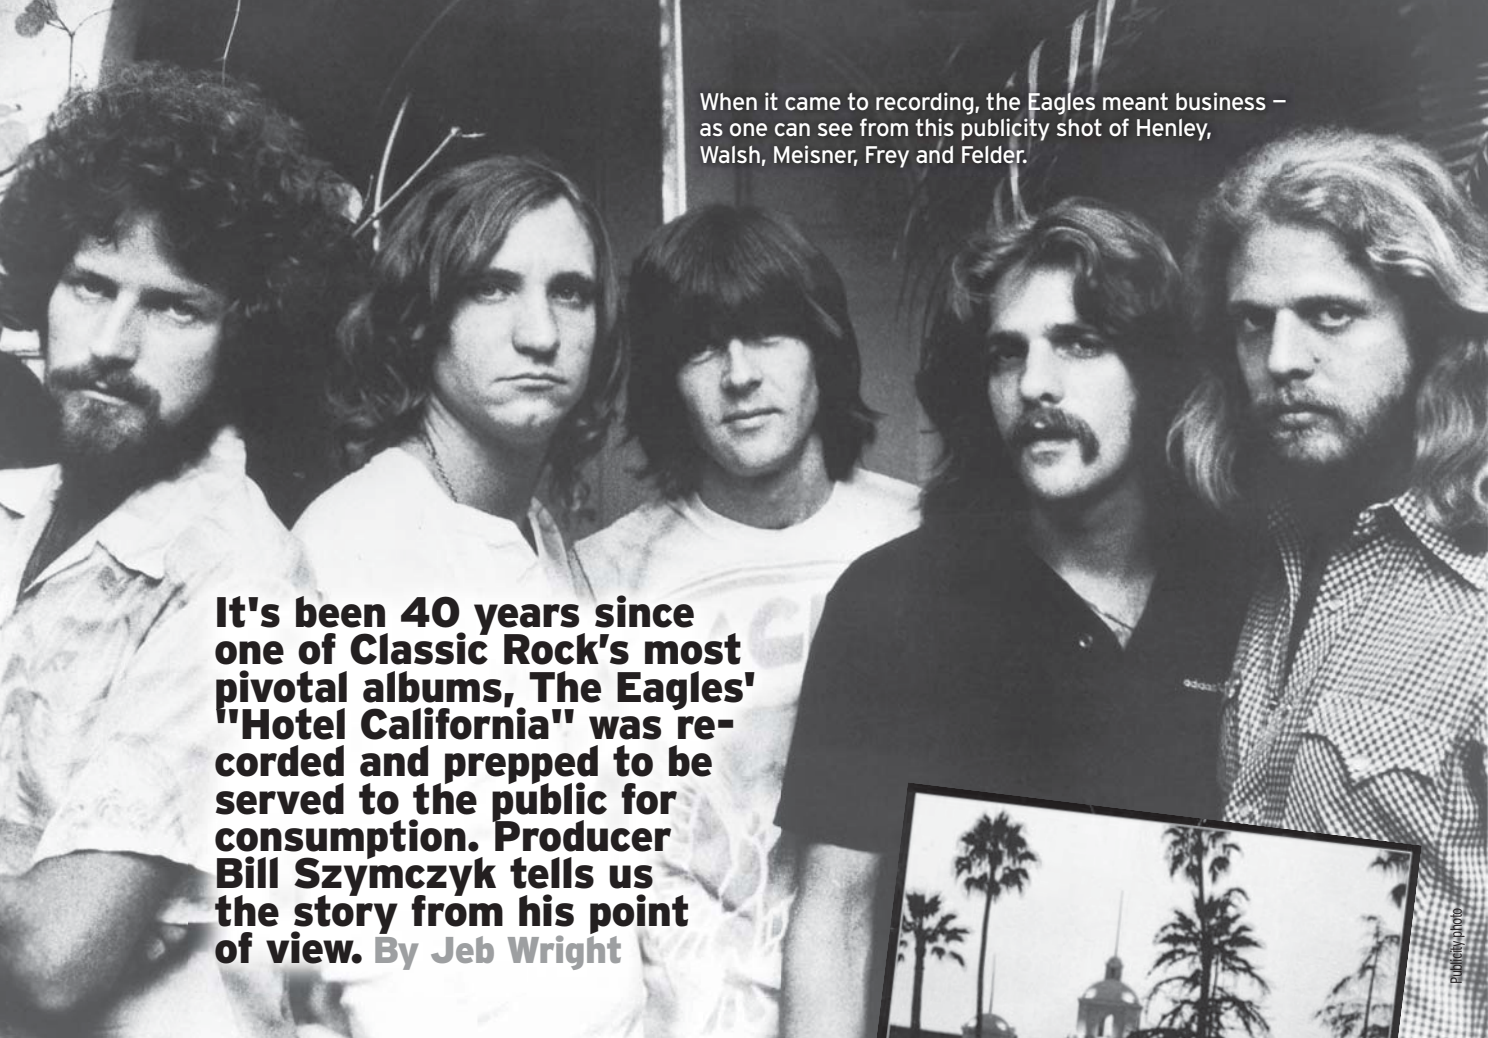 When it came to recording, the Eagles meant business —
as one can see from this publicity shot of Henley,
Walsh, Meisner, Frey and Felder.
It's been 40 years since
one of Classic Rock’s most
pivotal albums, The Eagles'
"Hotel California" was re-
corded and prepped to be
served to the public for
consumption. Producer
Bill Szymczyk tells us
the story from his point
of view. By Jeb Wright
adidas
Publicity photo